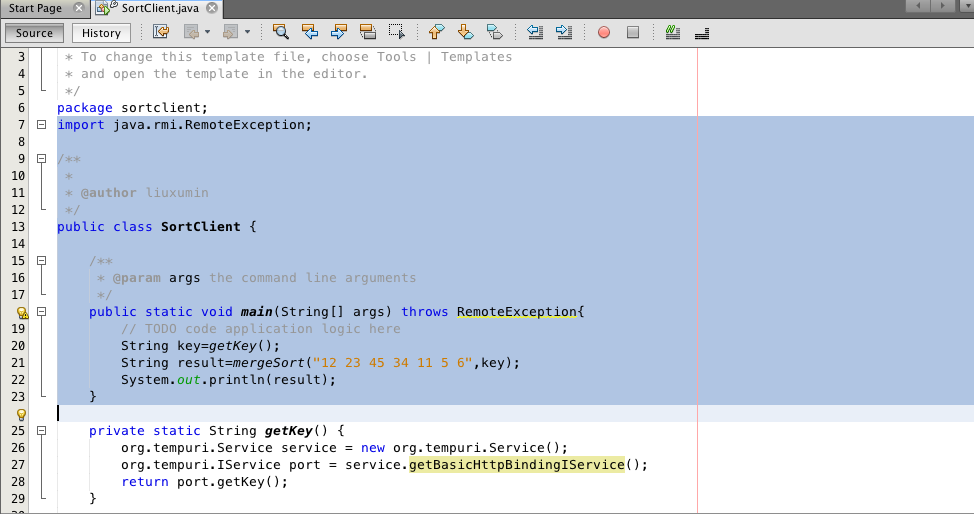 Start Page
SortClient.java
Source History
3 * To change this template file, choose Tools | Templates
4 * and open the template in the editor.
5 */
6 package sortclient;
7 import java.rmi.RemoteException;
8
9 /**
10 *
11 * @author liuxumin
12 */
13 public class SortClient {
14
15 /**
16 * @param args the command line arguments
17 */
public static void main(String[] args) throws RemoteException{
19 // TODO code application logic here
20 String key=getKey();
21 String result=mergeSort("12 23 45 34 11 5 6",key);
22 System.out.println(result);
23 }
25 private static String getKey() {
26 org.tempuri.Service service = new org.tempuri.Service();
27 org.tempuri.IService port = service.getBasicHttpBindingIService();
28 return port.getKey();
29 }